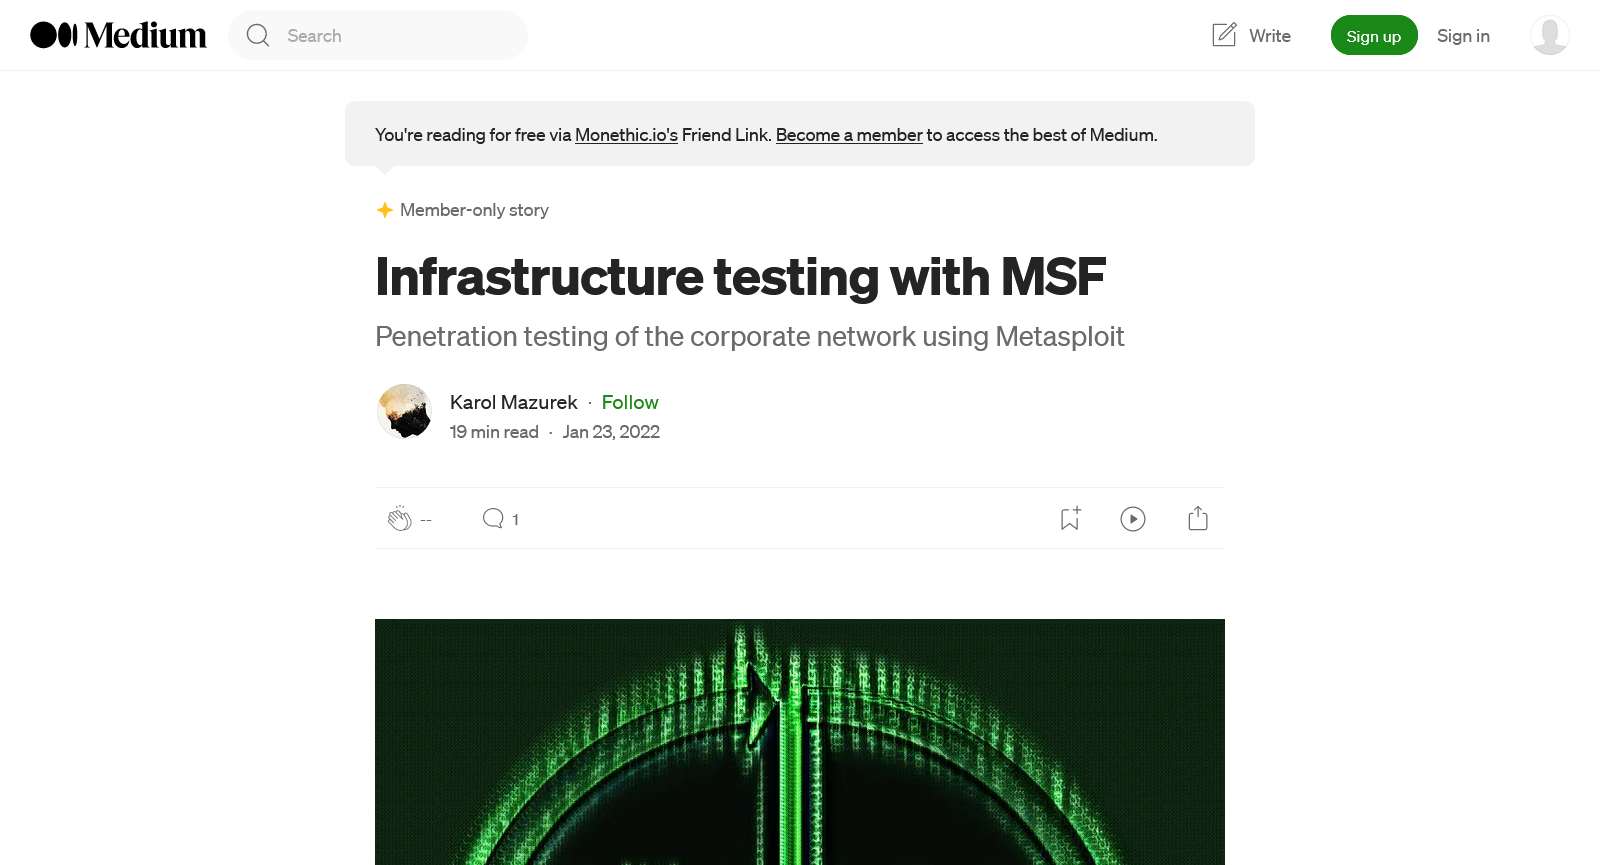 Medium
Search
Write
Sign up
Sign in
You're reading for free via Monethic.io's Friend Link. Become a member to access the best of Medium.
Member-only story
Infrastructure testing with MSF
Penetration testing of the corporate network using Metasploit
Karol Mazurek · Follow
19 min read · Jan 23, 2022
--
1